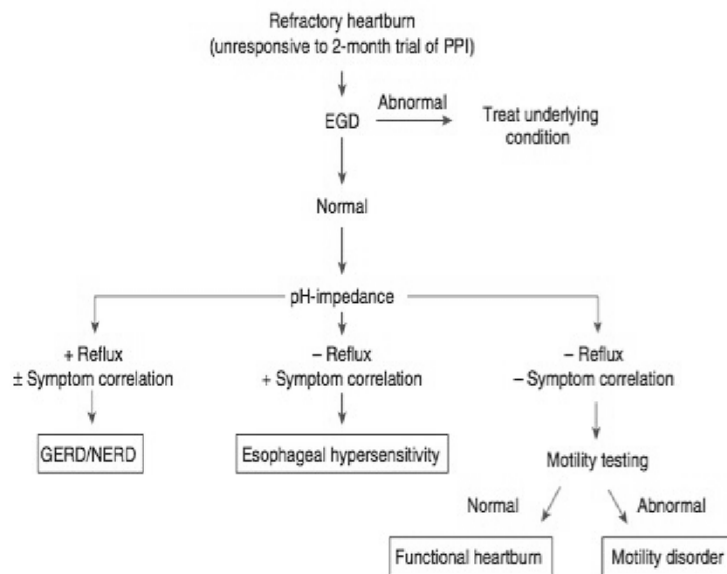 Refractory heartburn
(unresponsive to 2-month trial of PPI)
Abnormal
EGD
Treat underlying
condition
Normal
pH-impedance
+ Reflux
± Symptom correlation
– Reflux
+ Symptom correlation
– Reflux
– Symptom correlation
GERD/NERD
Esophageal hypersensitivity
Motility testing
Normal
Abnormal
Functional heartburn
Motility disorder